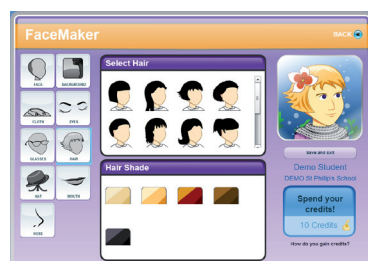 FaceMaker
BACK
FACE
BACKGROUND
CLOTH
EYES
GLASSES
HAIR
HAT
MOUTH
NOSE
Select Hair
Hair Shade
save and exit
Demo Student
DEMO St Philip's School
Spend your
credits!
10 Credits
How do you gain credits?